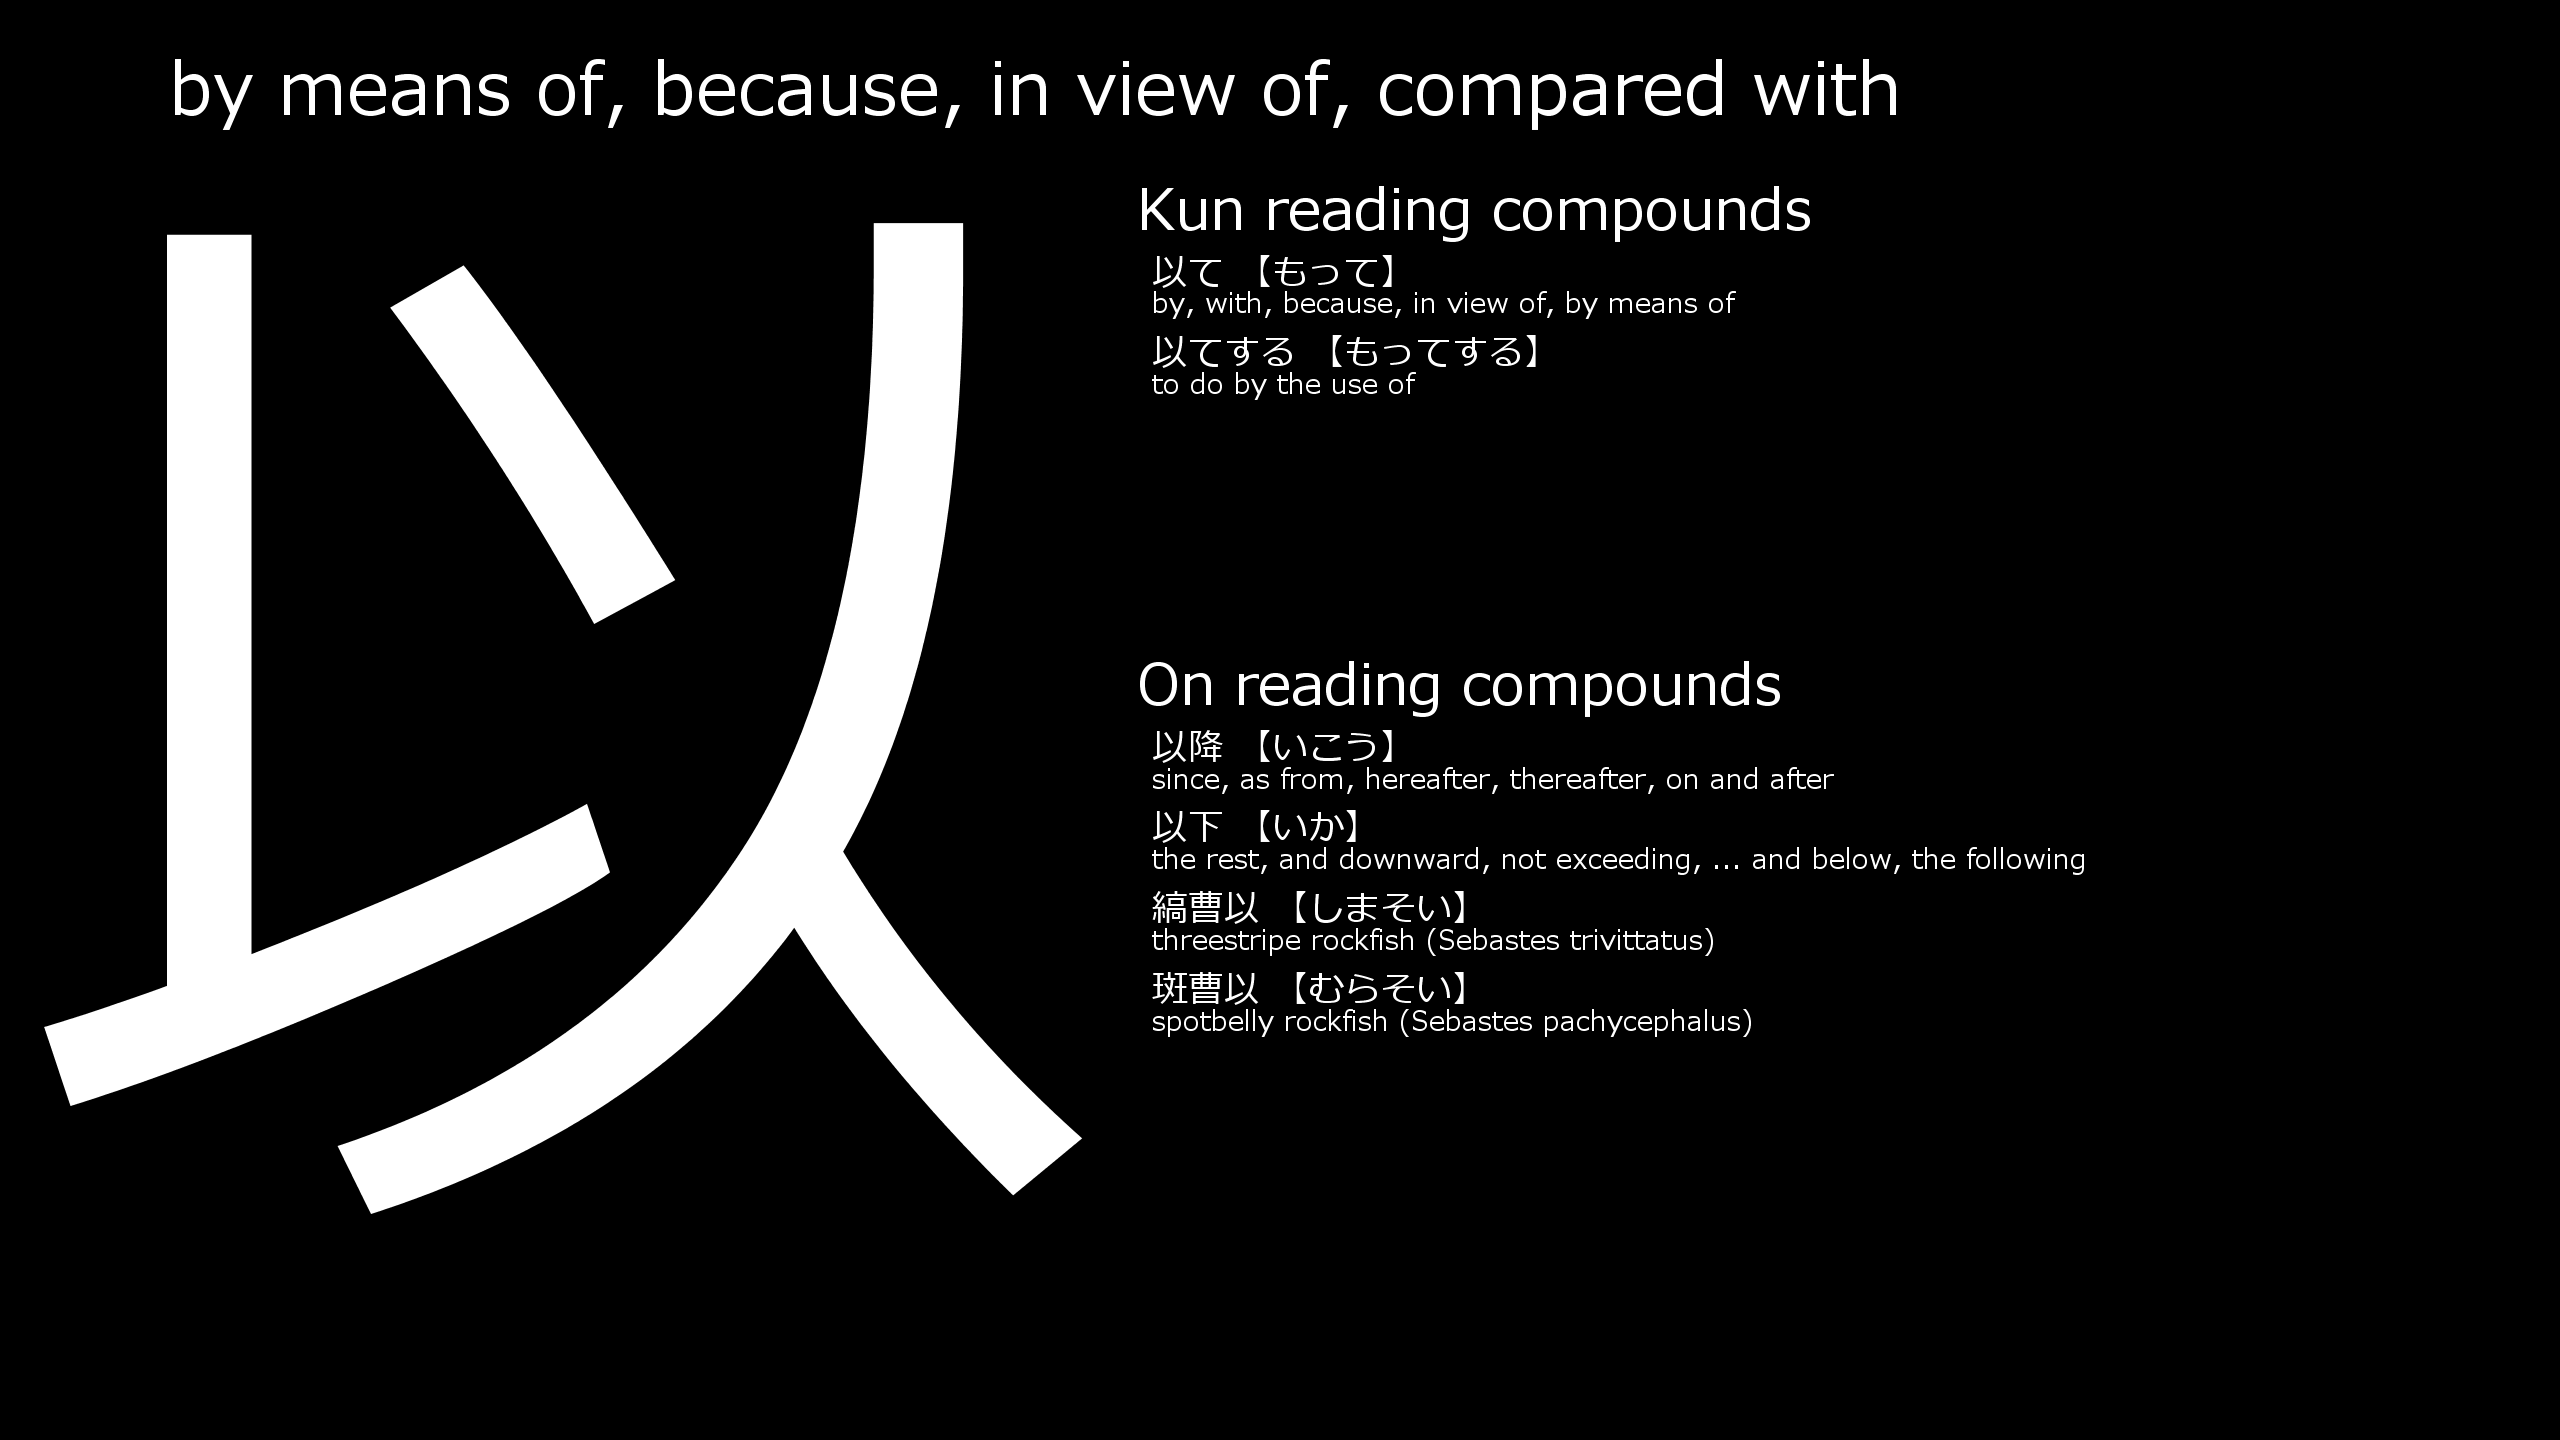 by means of, because, in view of, compared with
以
Kun reading compounds
以て 【もって】
by, with, because, in view of, by means of
以てする 【もってする】
to do by the use of
On reading compounds
以降 【いこう】
since, as from, hereafter, thereafter, on and after
以下 【いか】
the rest, and downward, not exceeding, ... and below, the following
縞曹以 【しまそい】
threestripe rockfish (Sebastes trivittatus)
斑曹以 【むらそい】
spotbelly rockfish (Sebastes pachycephalus)